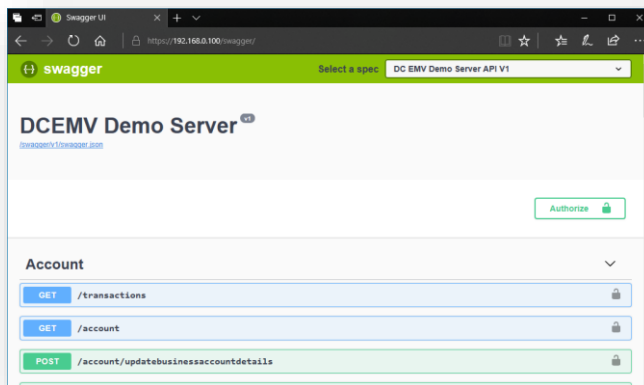 Swagger UI
https://192.168.0.100/swagger/
swagger
Select a spec DC EMV Demo Server API V1
DCEMV Demo Server v1
/swagger/v1/swagger.json
Authorize
Account
GET /transactions
GET /account
POST /account/updatebusinessaccountdetails